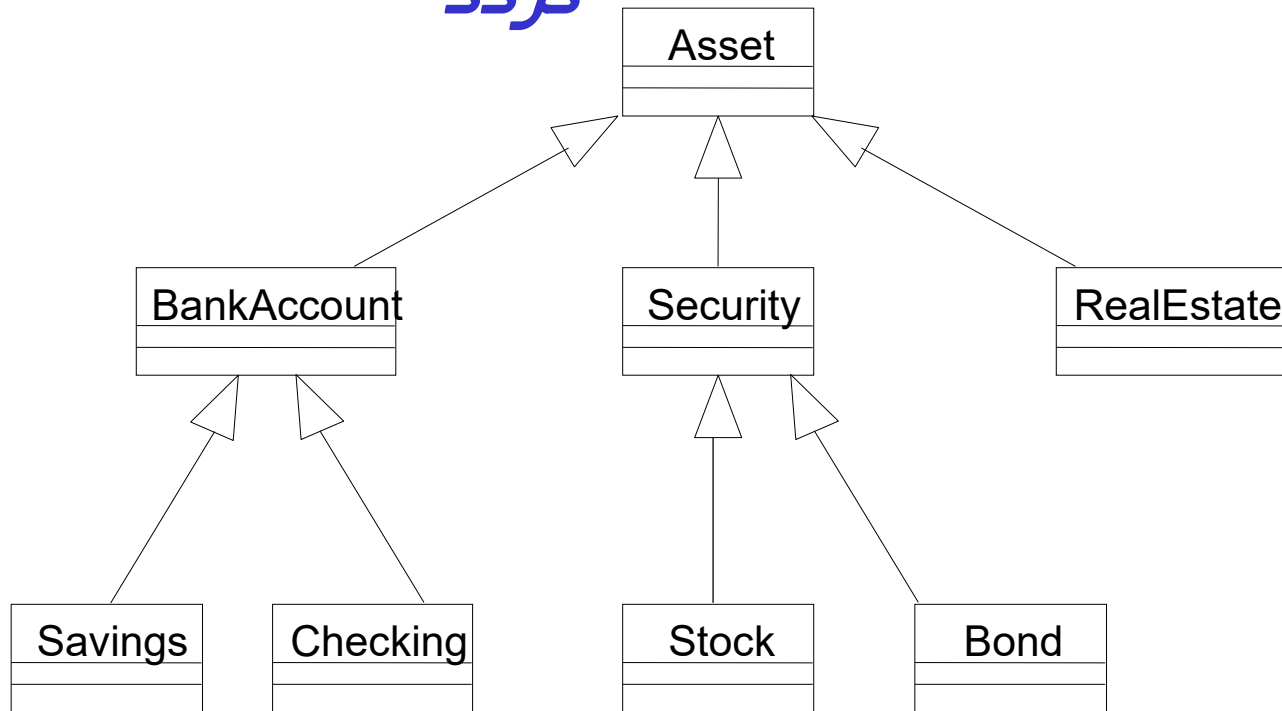 Asset
BankAccount
Security
RealEstate
Savings
Checking
Stock
Bond